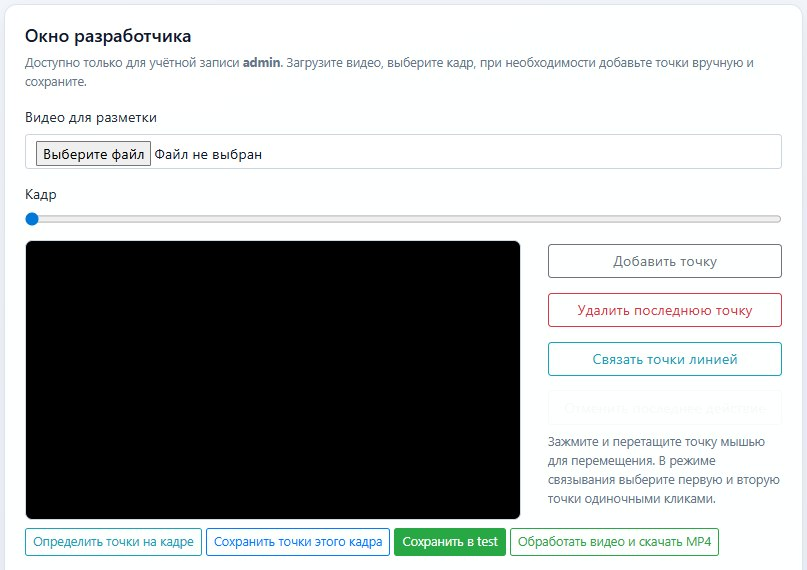 Окно разработчика
Доступно только для учётной записи admin. Загрузите видео, выберите кадр, при необходимости добавьте точки вручную и
сохраните.
Видео для разметки
Выберите файл Файл не выбран
Кадр
Добавить точку
Удалить последнюю точку
Связать точки линией
Отменить последнее действие
Зажмите и перетащите точку мышью
для перемещения. В режиме
связывания выберите первую и вторую
точки одиночными кликами.
Определить точки на кадре Сохранить точки этого кадра Сохранить в test Обработать видео и скачать MP4